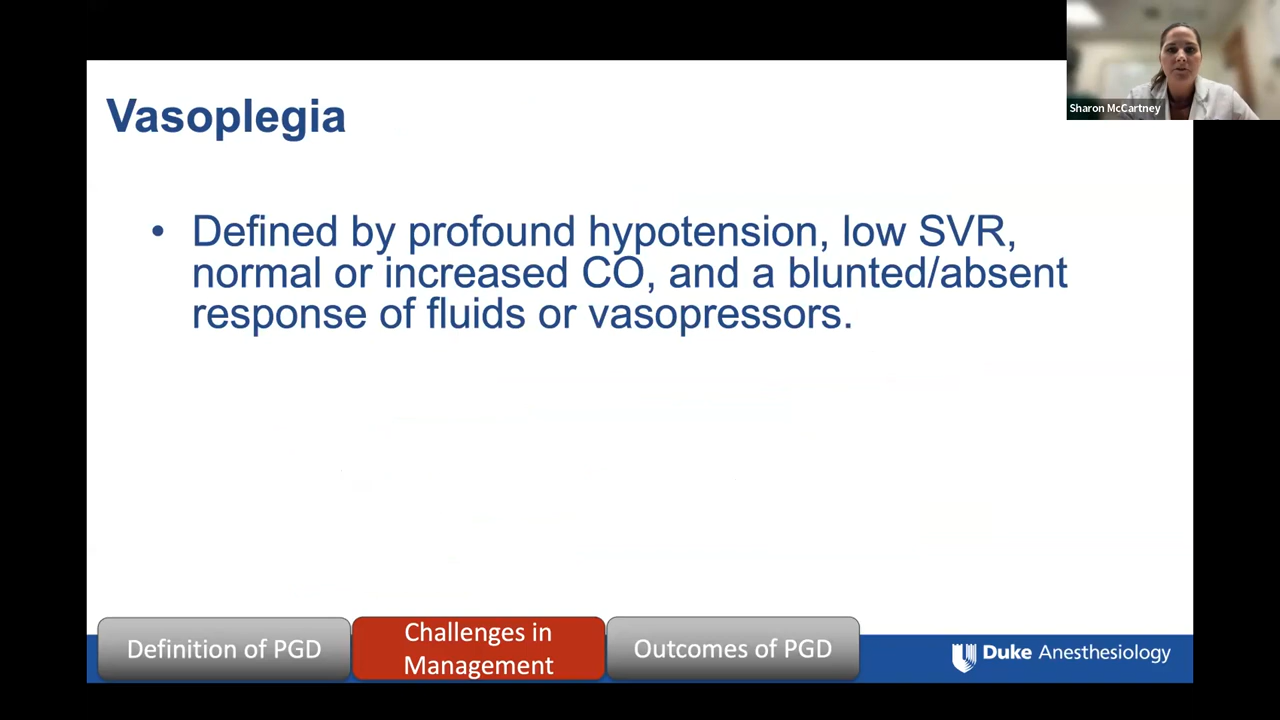 Sharon McCartney
Vasoplegia
• Defined by profound hypotension, low SVR,
normal or increased CO, and a blunted/absent
response of fluids or vasopressors.
Definition of PGD
Challenges in
Management
Outcomes of PGD
Duke Anesthesiology